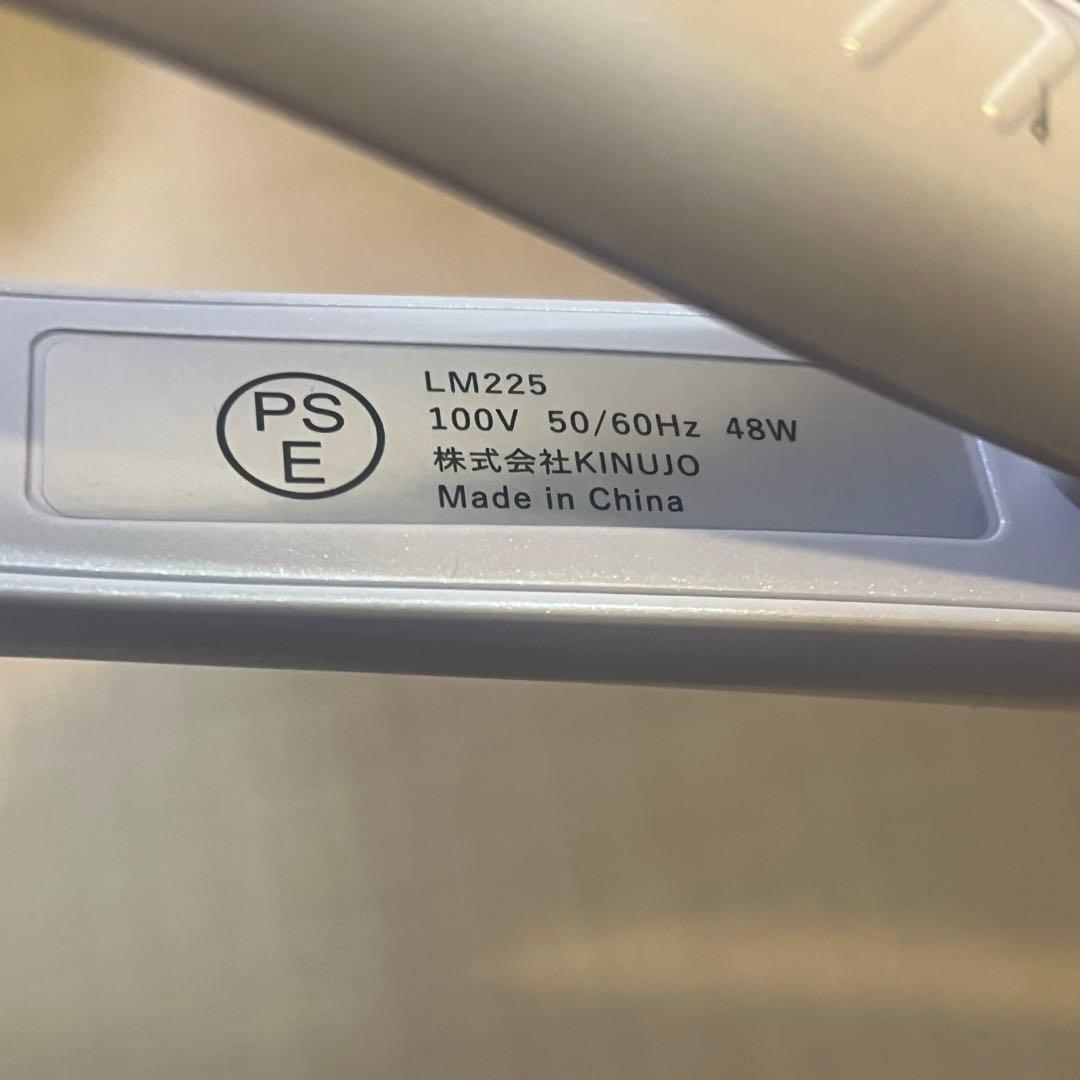 PS
E
LM225
100V 50/60Hz 48W
株式会社KINUJO
Made in China